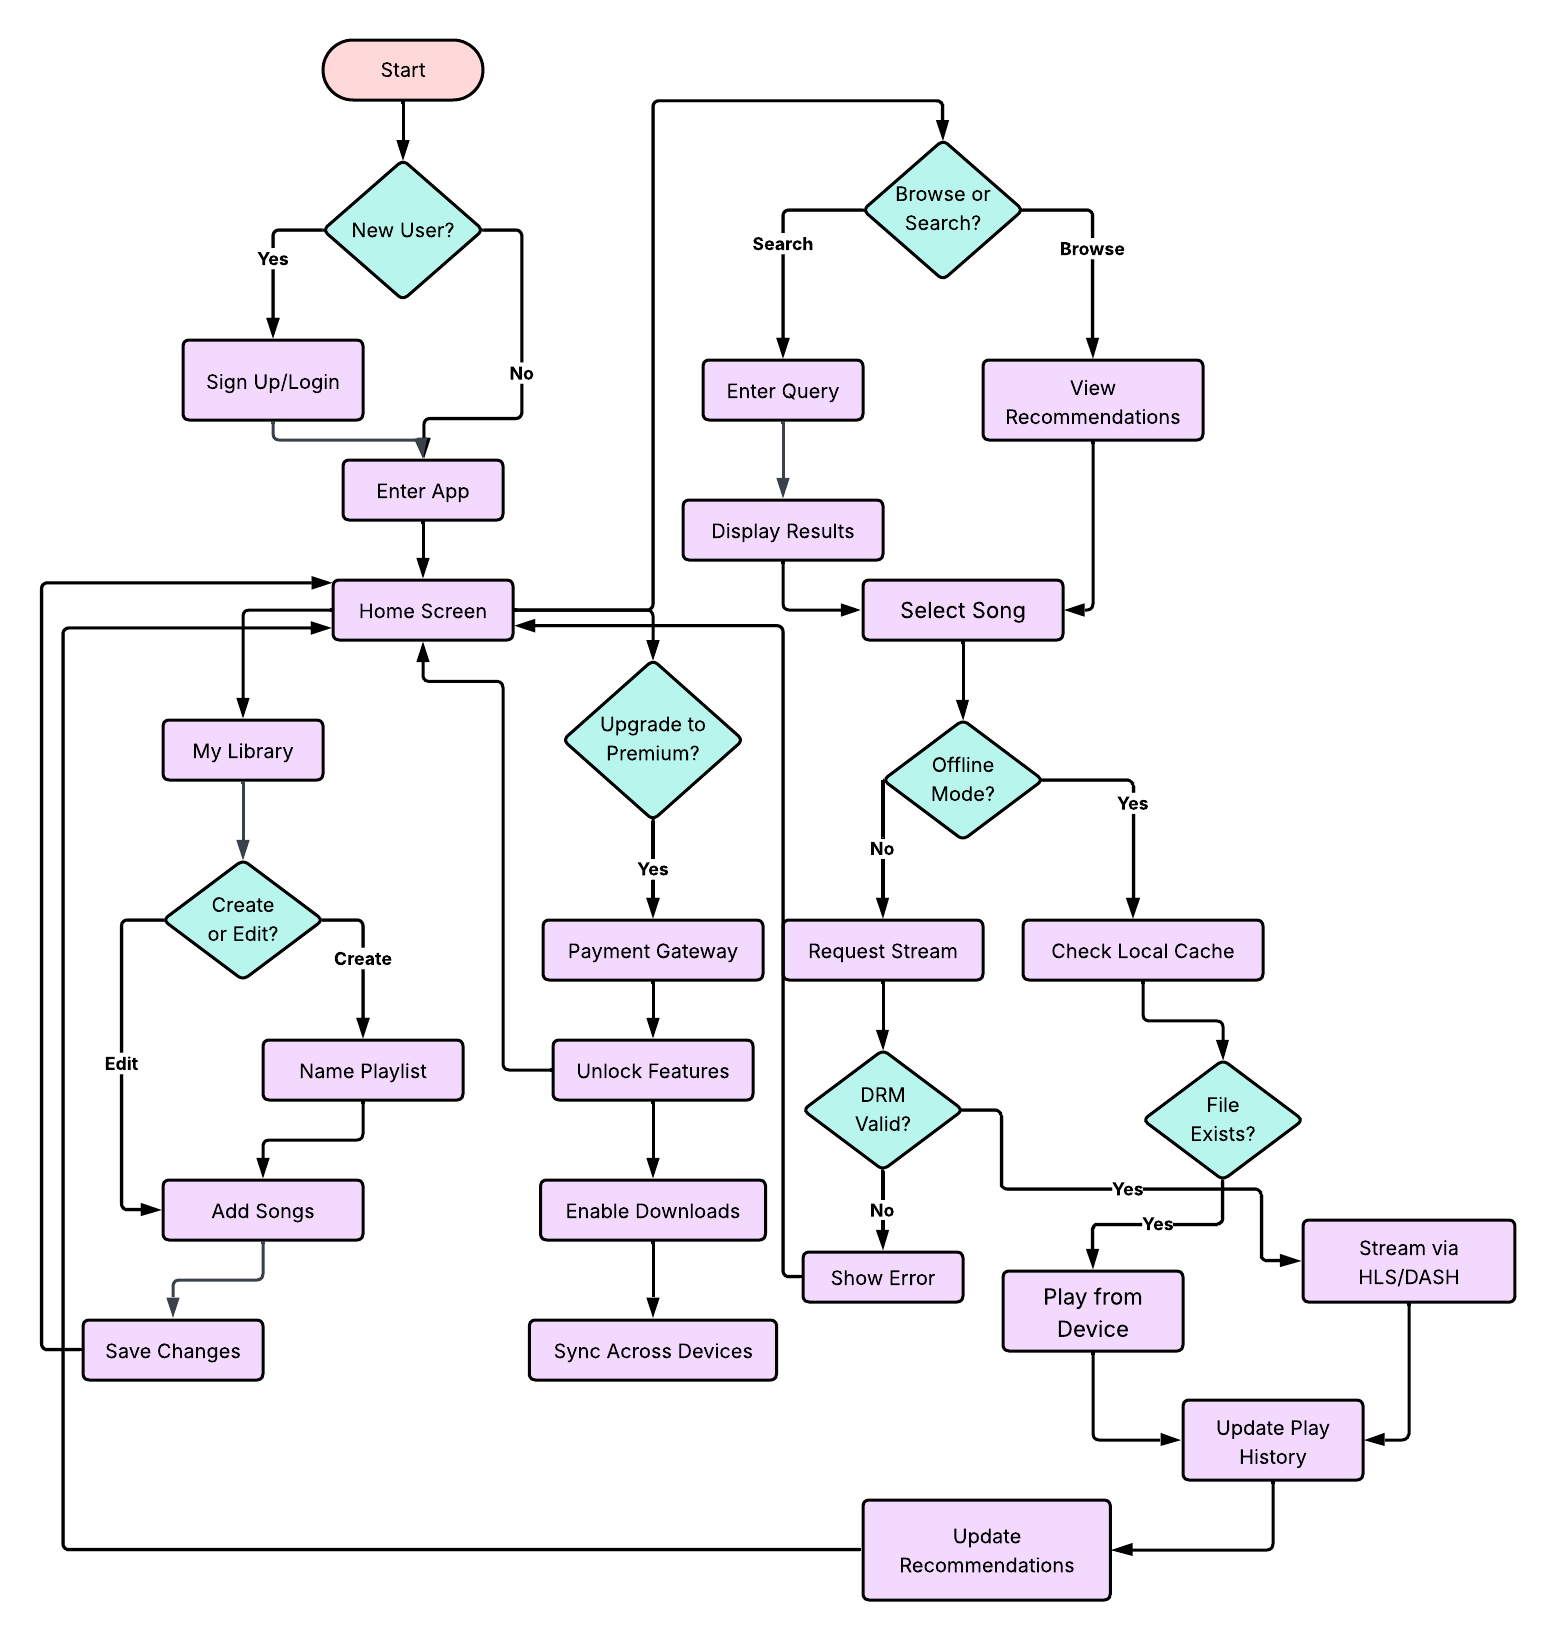 Start
New User?
Yes
No
Sign Up/Login
Enter App
Home Screen
Browse or
Search?
Search
Browse
Enter Query
View
Recommendations
Display Results
Select Song
My Library
Upgrade to
Premium?
Offline
Mode?
Yes
No
Yes
Create
or Edit?
Create
Edit
Payment Gateway
Request Stream
Check Local Cache
Name Playlist
Unlock Features
DRM
Valid?
File
Exists?
Yes
No
Yes
Add Songs
Enable Downloads
Show Error
Stream via
HLS/DASH
Play from
Device
Save Changes
Sync Across Devices
Update Play
History
Update
Recommendations